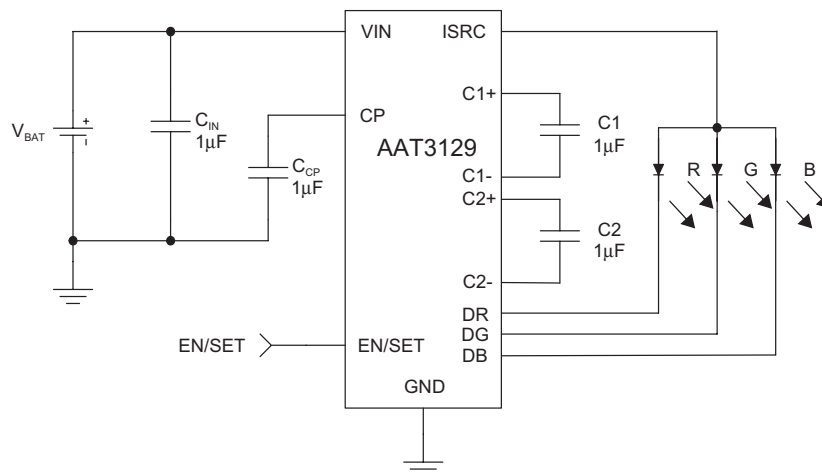 VIN
ISRC
C1+
CP
C1
1µF
V_BAT
+
-
C_IN
1µF
AAT3129
C_CP
1µF
C1-
C2+
R
G
B
C2
1µF
C2-
DR
DG
DB
EN/SET
EN/SET
GND